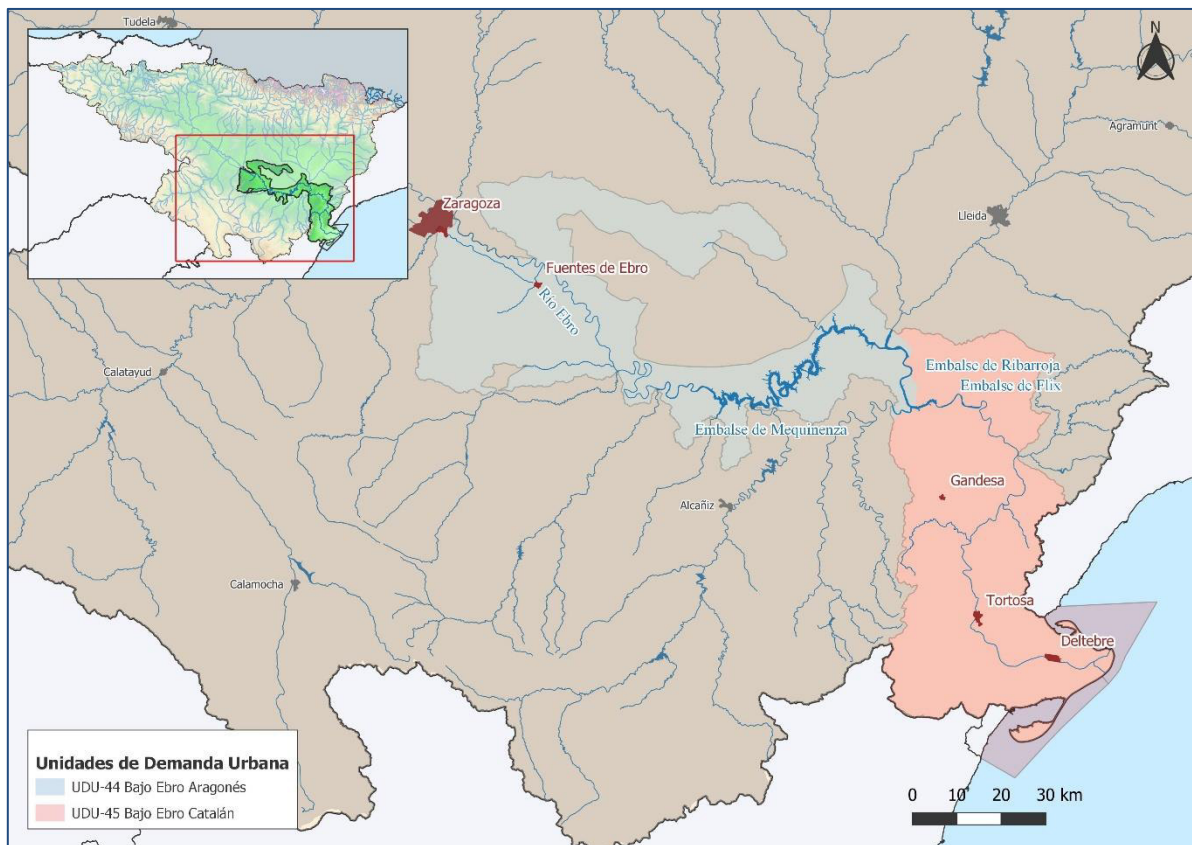 Tudela
N
Agramunt
Zaragoza
Lleida
Fuentes de Ebro
Río Ebro
Calatayud
Embalse de Ribarroja
Embalse de Flix
Embalse de Mequinenza
Gandesa
Alcañiz
Calamocha
Tortosa
Deltebre
Unidades de Demanda Urbana
UDU-44 Bajo Ebro Aragonés
UDU-45 Bajo Ebro Catalán
0 10 20 30 km